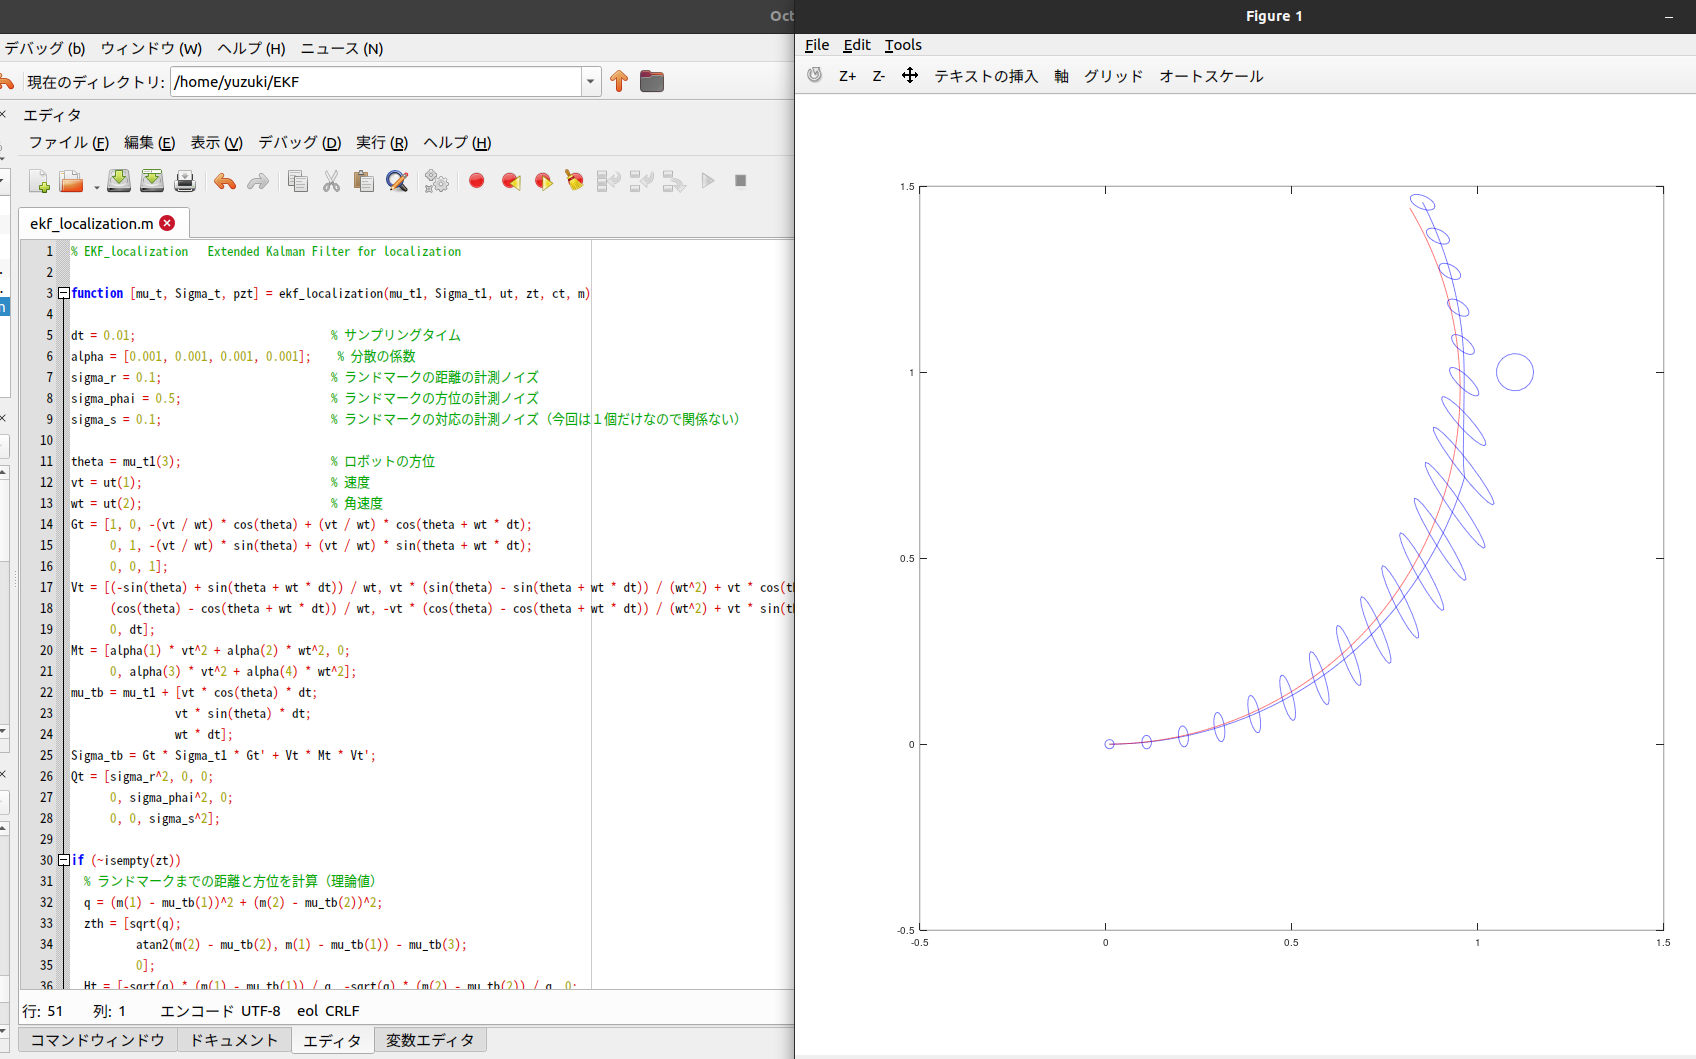 Oct
デバッグ (b) ウィンドウ (W) ヘルプ (H) ニュース (N)
現在のディレクトリ: /home/yuzuki/EKF
エディタ
ファイル (F) 編集 (E) 表示 (V) デバッグ (D) 実行 (R) ヘルプ (H)
ekf_localization.m
1 % EKF_localization   Extended Kalman Filter for localization
2
3 function [mu_t, Sigma_t, pzt] = ekf_localization(mu_t1, Sigma_t1, ut, zt, ct, m)
4
5 dt = 0.01; % サンプリングタイム
6 alpha = [0.001, 0.001, 0.001, 0.001]; % 分散の係数
7 sigma_r = 0.1; % ランドマークの距離の計測ノイズ
8 sigma_phai = 0.5; % ランドマークの方位の計測ノイズ
9 sigma_s = 0.1; % ランドマークの対応の計測ノイズ（今回は１個だけなので関係ない）
10
11 theta = mu_t1(3); % ロボットの方位
12 vt = ut(1); % 速度
13 wt = ut(2); % 角速度
14 Gt = [1, 0, -(vt / wt) * cos(theta) + (vt / wt) * cos(theta + wt * dt);
15 0, 1, -(vt / wt) * sin(theta) + (vt / wt) * sin(theta + wt * dt);
16 0, 0, 1];
17 Vt = [(-sin(theta) + sin(theta + wt * dt)) / wt, vt * (sin(theta) - sin(theta + wt * dt)) / (wt^2) + vt * cos(t
18 (cos(theta) - cos(theta + wt * dt)) / wt, -vt * (cos(theta) - cos(theta + wt * dt)) / (wt^2) + vt * sin(t
19 0, dt];
20 Mt = [alpha(1) * vt^2 + alpha(2) * wt^2, 0;
21 0, alpha(3) * vt^2 + alpha(4) * wt^2];
22 mu_tb = mu_t1 + [vt * cos(theta) * dt;
23 vt * sin(theta) * dt;
24 wt * dt];
25 Sigma_tb = Gt * Sigma_t1 * Gt' + Vt * Mt * Vt';
26 Qt = [sigma_r^2, 0, 0;
27 0, sigma_phai^2, 0;
28 0, 0, sigma_s^2];
29
30 if (~isempty(zt))
31 % ランドマークまでの距離と方位を計算（理論値）
32 q = (m(1) - mu_tb(1))^2 + (m(2) - mu_tb(2))^2;
33 zth = [sqrt(q);
34 atan2(m(2) - mu_tb(2), m(1) - mu_tb(1)) - mu_tb(3);
35 0];
36 Ht = [-sqrt(q) * (m(1) - mu_tb(1)) / q, -sqrt(q) * (m(2) - mu_tb(2)) / q, 0;
行: 51 列: 1 エンコード UTF-8 eol CRLF
コマンドウィンドウ ドキュメント エディタ 変数エディタ
Figure 1
File Edit Tools
Z+ Z- テキストの挿入 軸 グリッド オートスケール
1.5
1
0.5
0
-0.5
-0.5 0 0.5 1 1.5